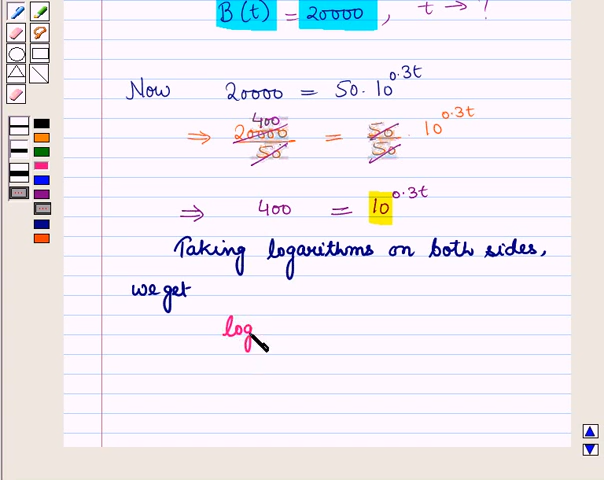 B(t) = 20000, t → ?
Now 20000 = 50·10^0.3t
⇒ 400
20000/50 = 50/50 · 10^0.3t
⇒ 400 = 10^0.3t
Taking logarithms on both sides,
we get
log